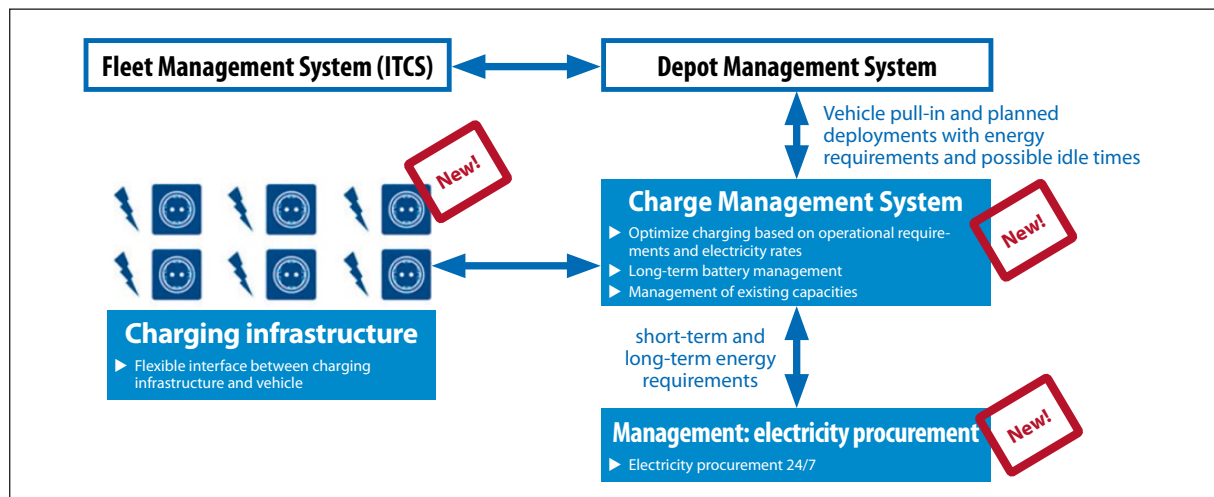 Fleet Management System (ITCS)
Depot Management System
Vehicle pull-in and planned
deployments with energy
requirements and possible idle times
New!
Charge Management System
▶ Optimize charging based on operational require-
ments and electricity rates
▶ Long-term battery management
▶ Management of existing capacities
New!
Charging infrastructure
▶ Flexible interface between charging
infrastructure and vehicle
short-term and
long-term energy
requirements
Management: electricity procurement
▶ Electricity procurement 24/7
New!